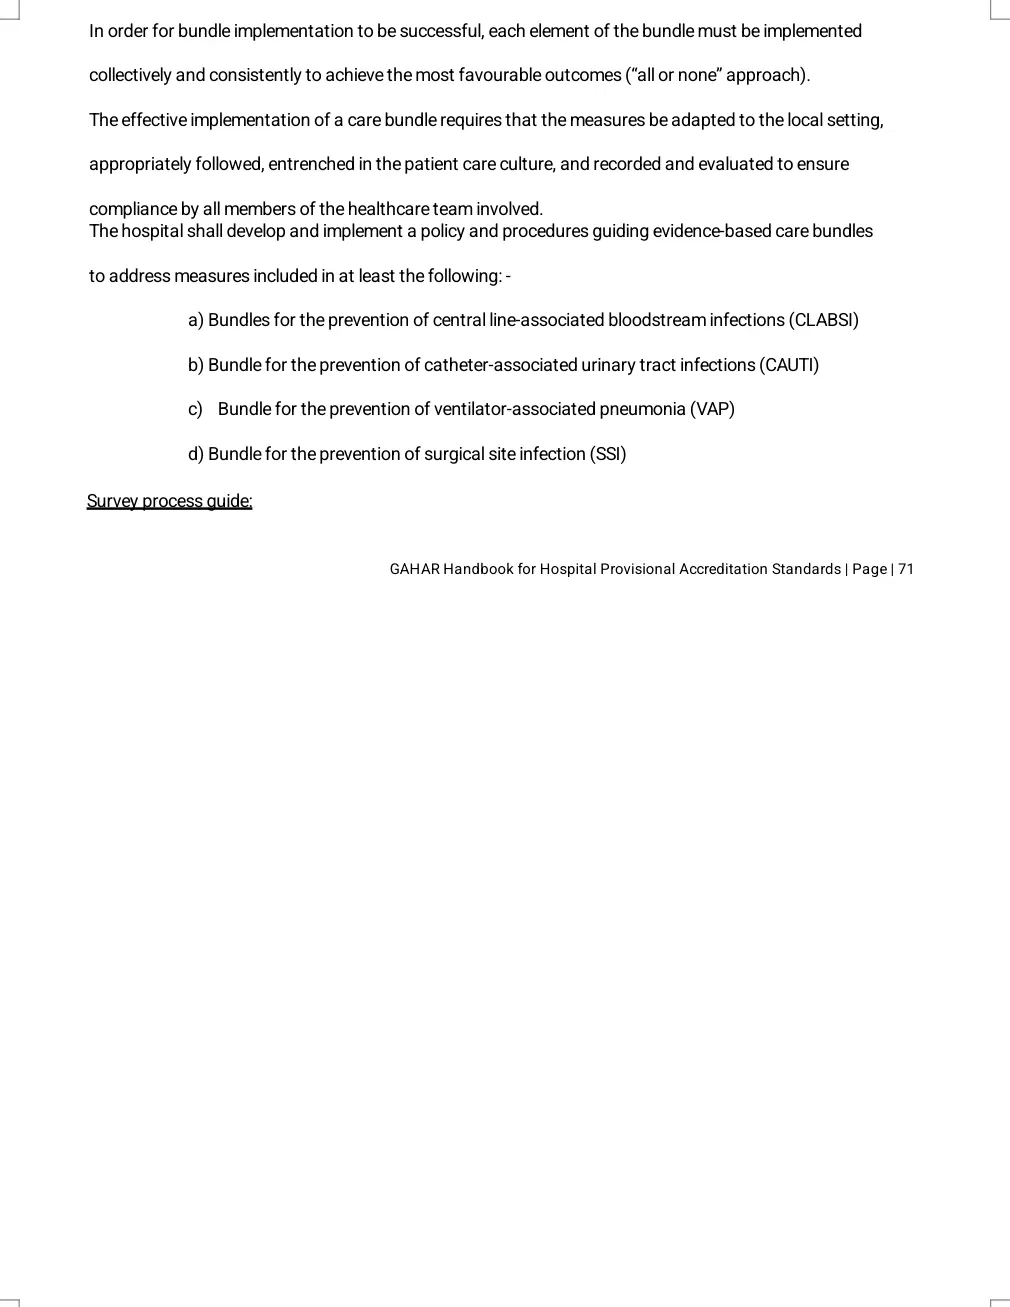 In order for bundle implementation to be successful, each element of the bundle must be implemented
collectively and consistently to achieve the most favourable outcomes (“all or none” approach).
The effective implementation of a care bundle requires that the measures be adapted to the local setting,
appropriately followed, entrenched in the patient care culture, and recorded and evaluated to ensure
compliance by all members of the healthcare team involved.
The hospital shall develop and implement a policy and procedures guiding evidence-based care bundles
to address measures included in at least the following: -
a) Bundles for the prevention of central line-associated bloodstream infections (CLABSI)
b) Bundle for the prevention of catheter-associated urinary tract infections (CAUTI)
c) Bundle for the prevention of ventilator-associated pneumonia (VAP)
d) Bundle for the prevention of surgical site infection (SSI)
Survey process guide:
GAHAR Handbook for Hospital Provisional Accreditation Standards | Page | 71